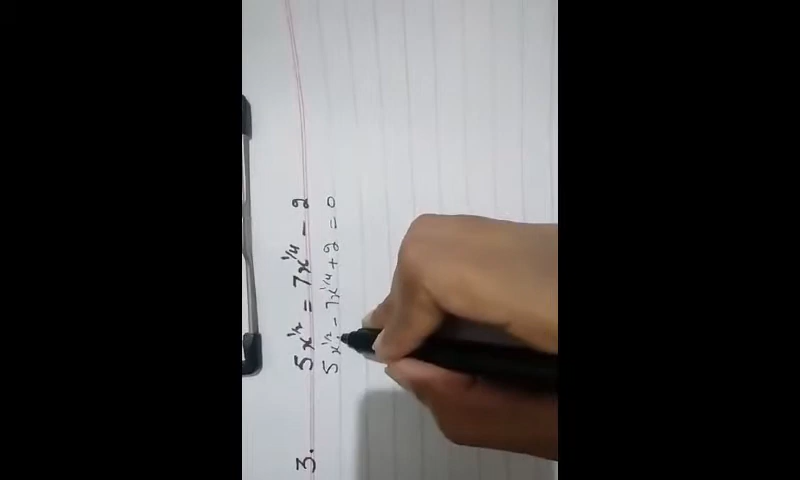 3. 5x^1/2 = 7x^1/4 - 2
5x^1/2 - 7x^1/4 + 2 = 0